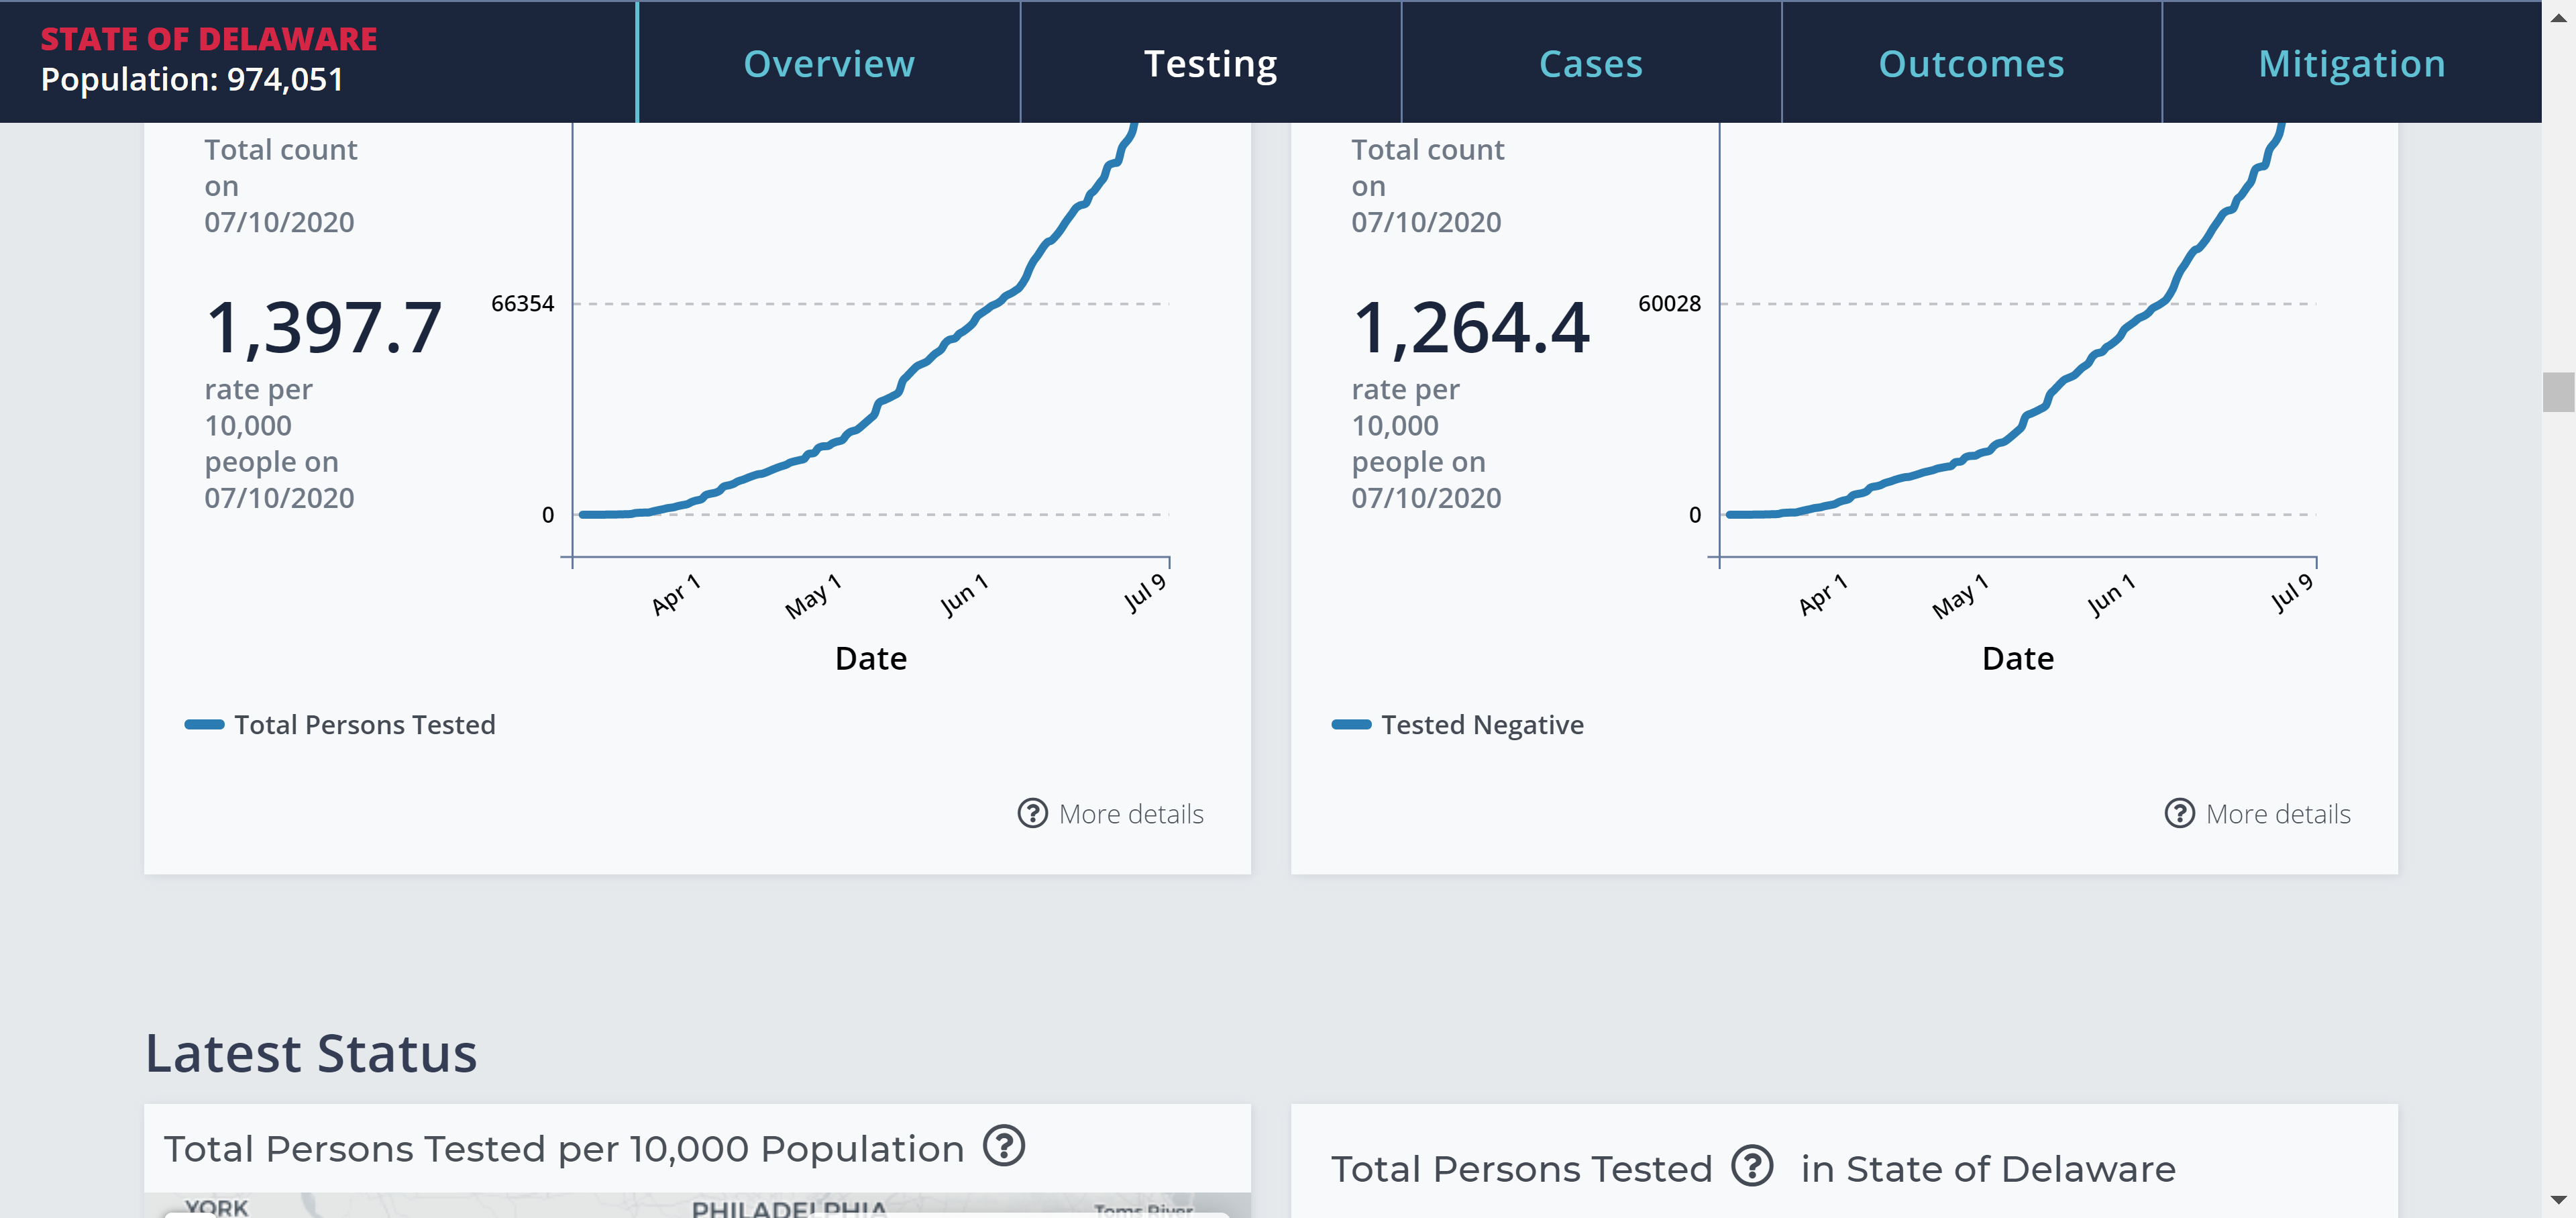 STATE OF DELAWARE
Population: 974,051
Overview
Testing
Cases
Outcomes
Mitigation
Total count
on
07/10/2020
1,397.7
rate per
10,000
people on
07/10/2020
66354
0
Apr 1
May 1
Jun 1
Jul 9
Date
Total Persons Tested
More details
Total count
on
07/10/2020
1,264.4
rate per
10,000
people on
07/10/2020
60028
0
Apr 1
May 1
Jun 1
Jul 9
Date
Tested Negative
More details
Latest Status
Total Persons Tested per 10,000 Population
YORK
PHILADELPHIA
Toms River
Total Persons Tested in State of Delaware